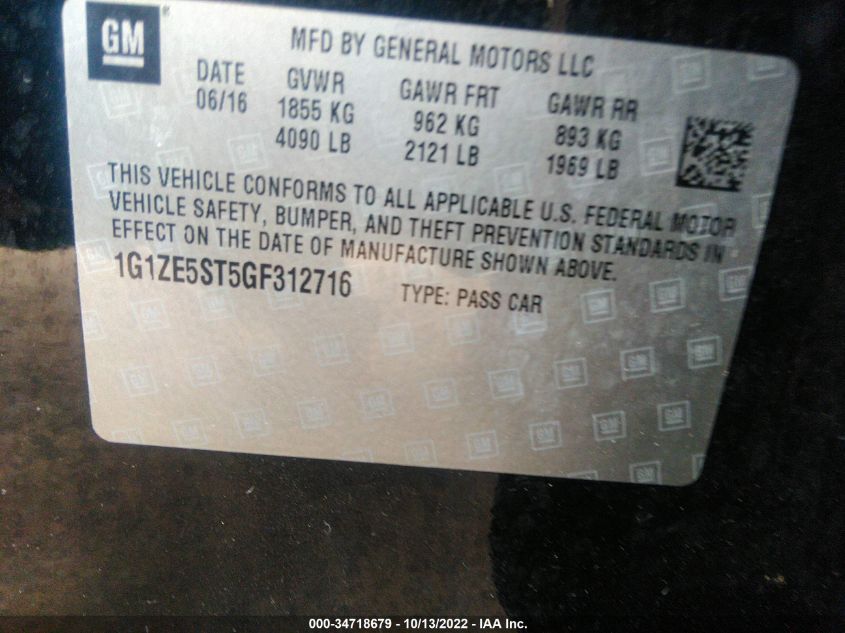 GM
MFD BY GENERAL MOTORS LLC
DATE GVWR GAWR FRT GAWR RR
06/16 1855 KG 962 KG 893 KG
4090 LB 2121 LB 1969 LB
THIS VEHICLE CONFORMS TO ALL APPLICABLE U.S. FEDERAL MOTOR
VEHICLE SAFETY, BUMPER, AND THEFT PREVENTION STANDARDS IN
EFFECT ON THE DATE OF MANUFACTURE SHOWN ABOVE.
1G1ZE5ST5GF312716 TYPE: PASS CAR
000-34718679 - 10/13/2022 - IAA Inc.